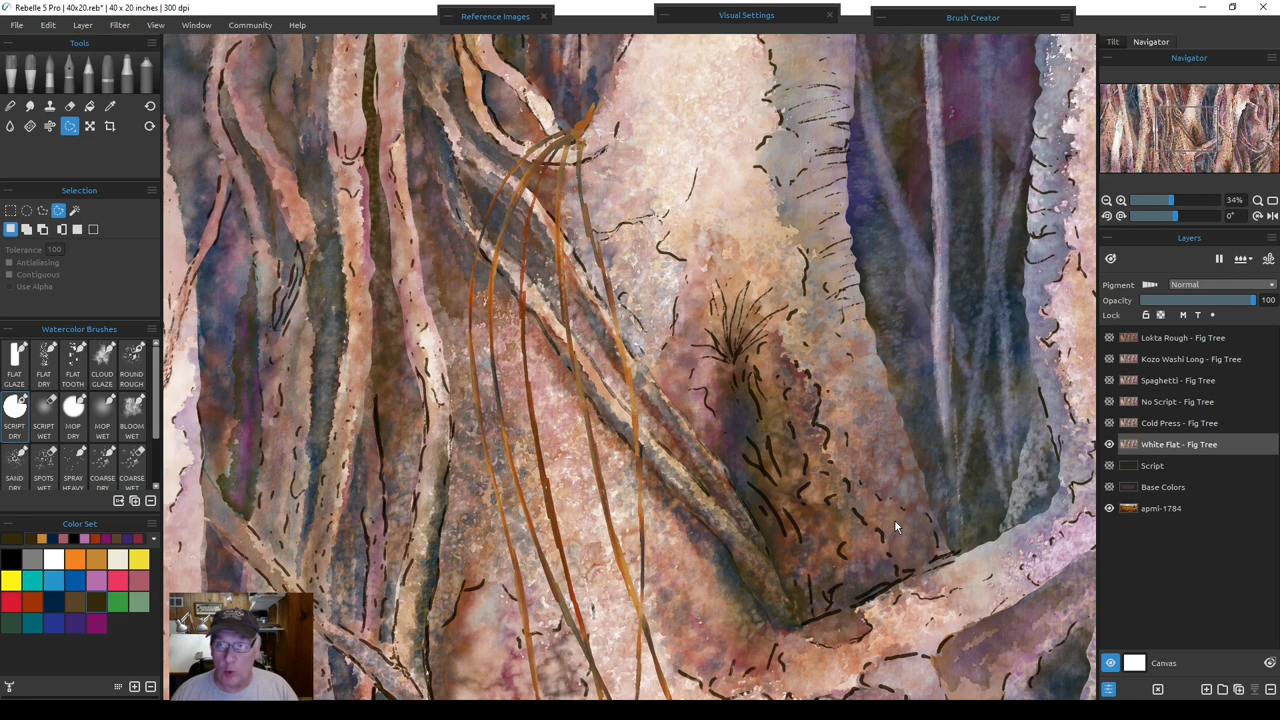 Rebelle 5 Pro | 40x20.reb* | 40 x 20 inches | 300 dpi
File Edit Layer Filter View Window Community Help
Reference Images
Visual Settings
Brush Creator
Tools
Tilt Navigator
Navigator
34%
0°
Selection
Tolerance 100
Antialiasing
Contiguous
Use Alpha
Watercolor Brushes
FLAT GLAZE
FLAT DRY
FLAT TOOTH
CLOUD GLAZE
ROUND ROUGH
SCRIPT DRY
SCRIPT WET
MOP DRY
MOP WET
BLOOM WET
SAND DRY
SPOTS WET
SPRAY HEAVY
COARSE DRY
COARSE WET
Color Set
Layers
Pigment Normal
Opacity 100
Lock M T
Lokta Rough - Fig Tree
Kozo Washi Long - Fig Tree
Spaghetti - Fig Tree
No Script - Fig Tree
Cold Press - Fig Tree
White Flat - Fig Tree
Script
Base Colors
apmi-1784
Canvas